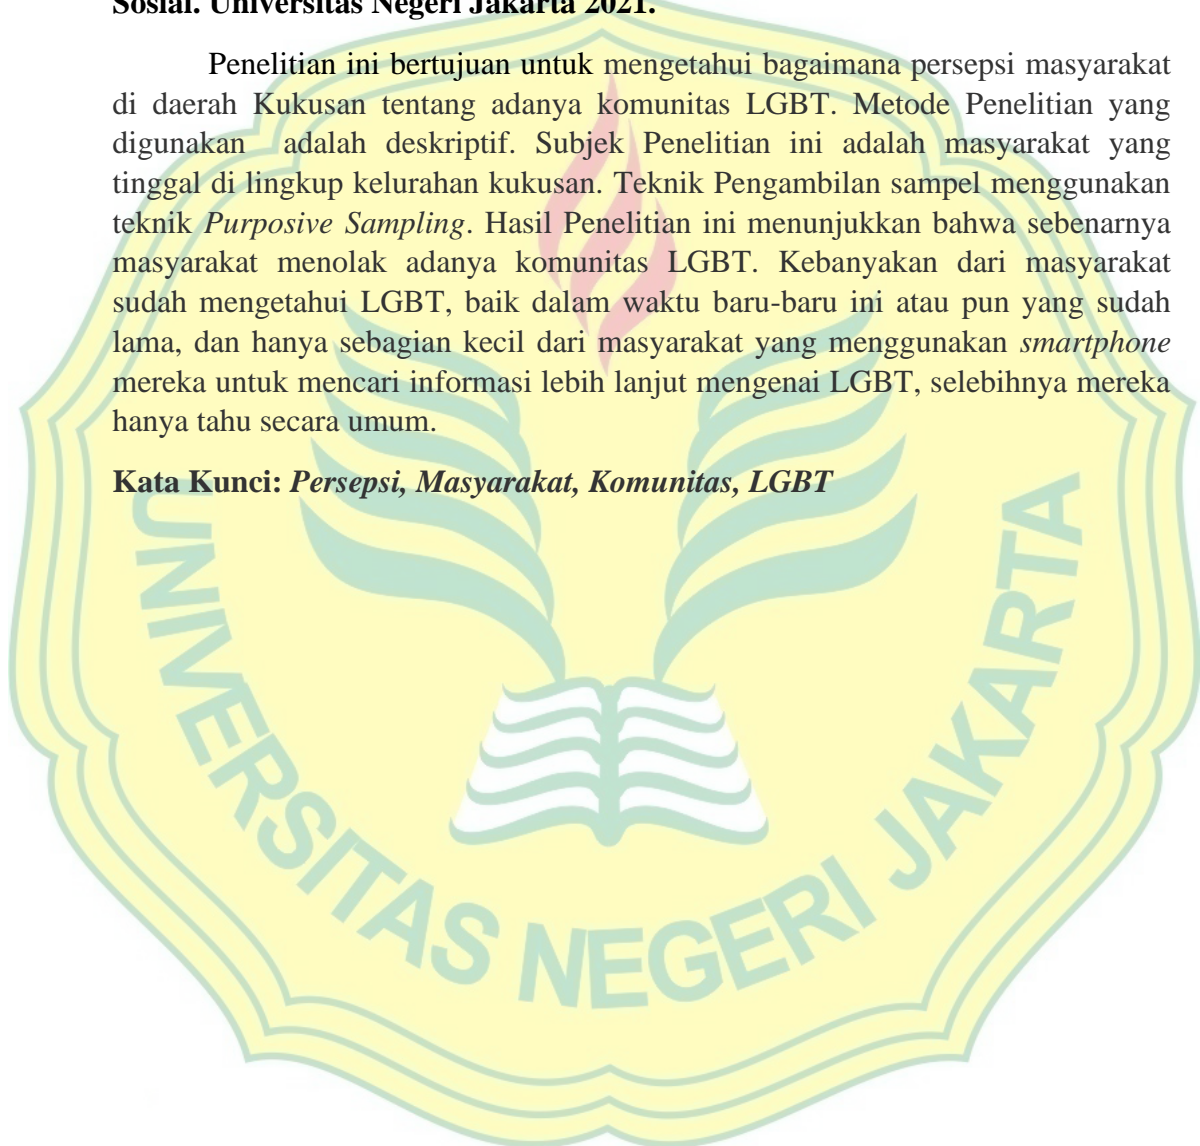 Sosial. Universitas Negeri Jakarta 2021.
Penelitian ini bertujuan untuk mengetahui bagaimana persepsi masyarakat
di daerah Kukusan tentang adanya komunitas LGBT. Metode Penelitian yang
digunakan adalah deskriptif. Subjek Penelitian ini adalah masyarakat yang
tinggal di lingkup kelurahan kukusan. Teknik Pengambilan sampel menggunakan
teknik Purposive Sampling. Hasil Penelitian ini menunjukkan bahwa sebenarnya
masyarakat menolak adanya komunitas LGBT. Kebanyakan dari masyarakat
sudah mengetahui LGBT, baik dalam waktu baru-baru ini atau pun yang sudah
lama, dan hanya sebagian kecil dari masyarakat yang menggunakan smartphone
mereka untuk mencari informasi lebih lanjut mengenai LGBT, selebihnya mereka
hanya tahu secara umum.
Kata Kunci: Persepsi, Masyarakat, Komunitas, LGBT
UNIVERSITAS NEGERI JAKARTA